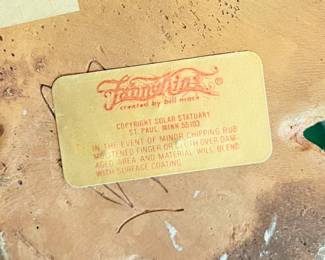 FannyKins®
created by bill mack
COPYRIGHT SOLAR STATUARY
ST. PAUL, MINN 55103
IN THE EVENT OF MINOR CHIPPING RUB
MOISTENED FINGER OR CLOTH OVER DAM-
AGED AREA AND MATERIAL WILL BLEND
WITH SURFACE COATING